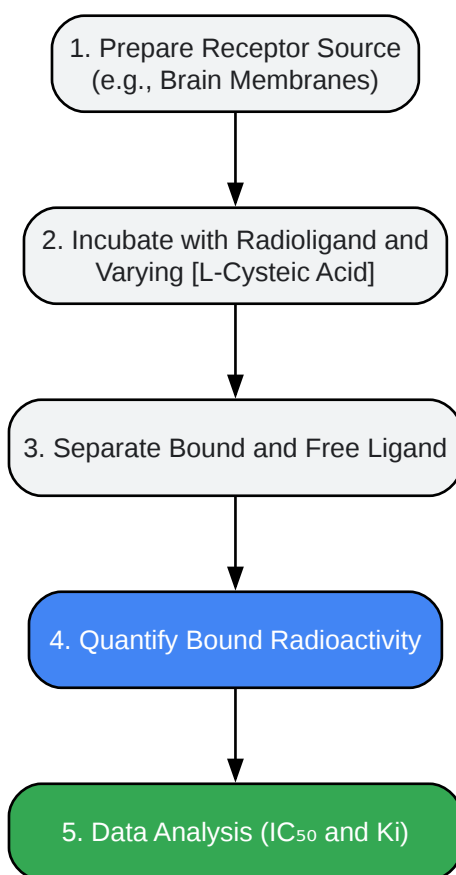 1. Prepare Receptor Source
(e.g., Brain Membranes)
2. Incubate with Radioligand and
Varying [L-Cysteic Acid]
3. Separate Bound and Free Ligand
4. Quantify Bound Radioactivity
5. Data Analysis (IC₅₀ and Ki)